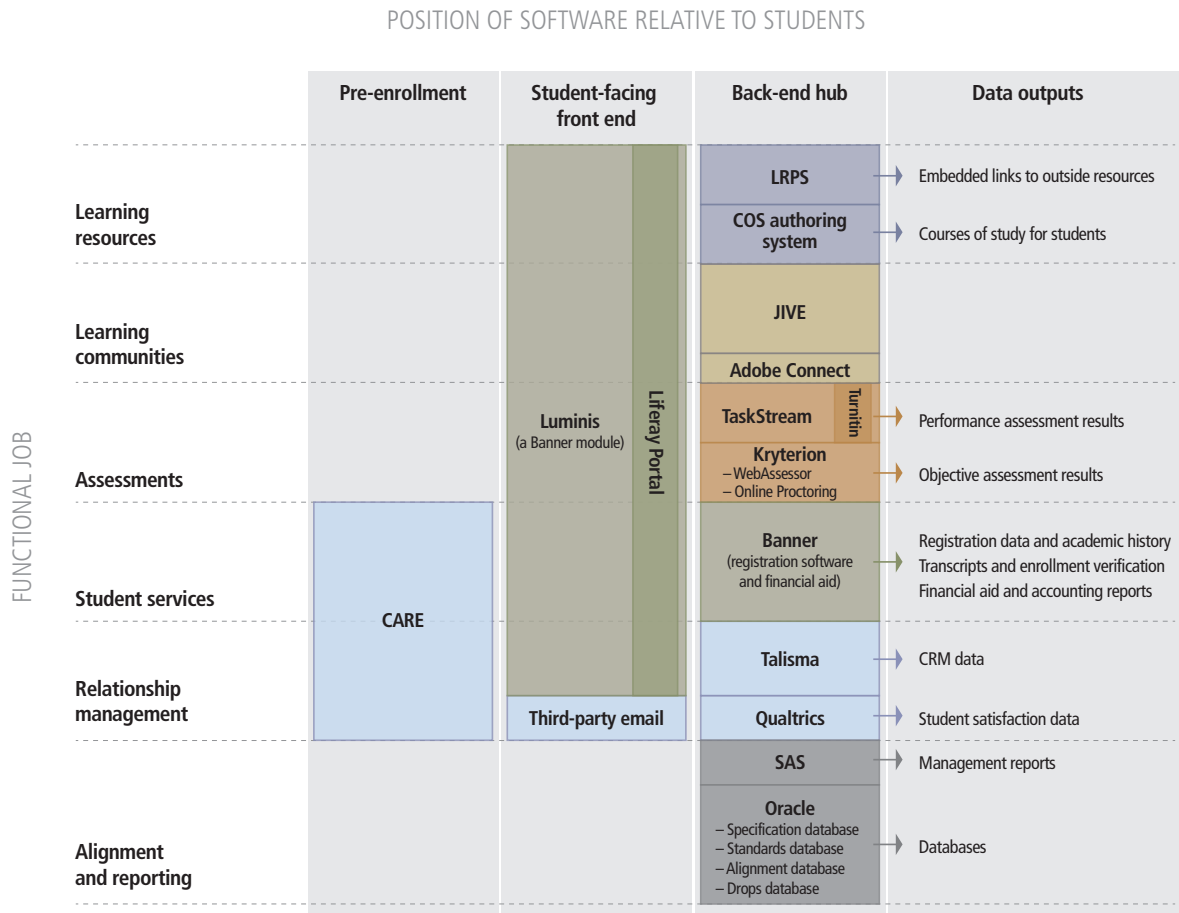 POSITION OF SOFTWARE RELATIVE TO STUDENTS
Pre-enrollment
Student-facing
front end
Back-end hub
Data outputs
FUNCTIONAL JOB
Learning
resources
LRPS
Embedded links to outside resources
COS authoring
system
Courses of study for students
Learning
communities
JIVE
Adobe Connect
Luminis
(a Banner module)
Liferay Portal
Assessments
TaskStream
Turnitin
Performance assessment results
Kryterion
– WebAssessor
– Online Proctoring
Objective assessment results
Student services
CARE
Banner
(registration software
and financial aid)
Registration data and academic history
Transcripts and enrollment verification
Financial aid and accounting reports
Relationship
management
Talisma
CRM data
Third-party email
Qualtrics
Student satisfaction data
Alignment
and reporting
SAS
Management reports
Oracle
– Specification database
– Standards database
– Alignment database
– Drops database
Databases